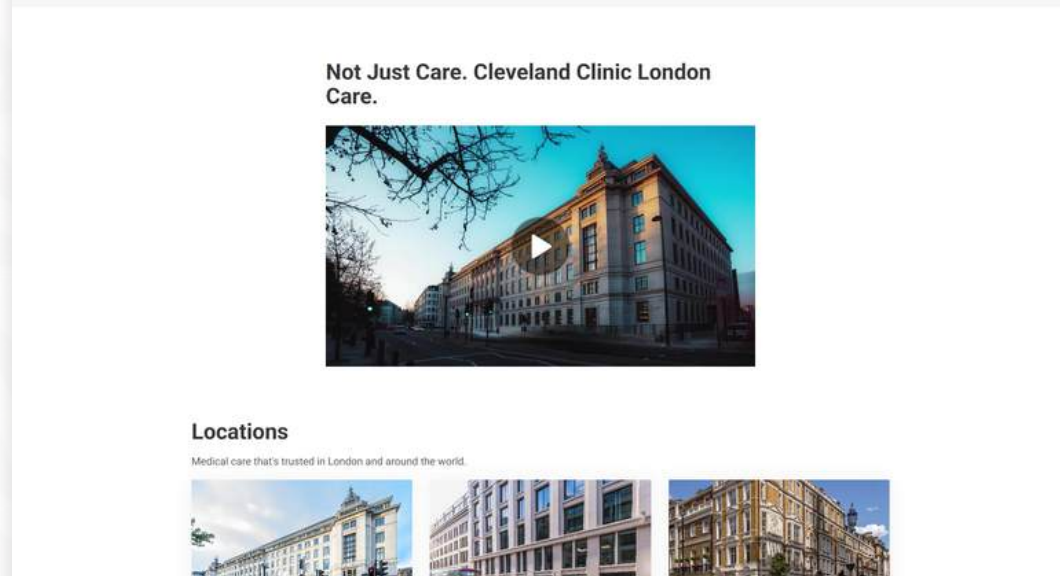 Not Just Care. Cleveland Clinic London
Care.
Locations
Medical care that's trusted in London and around the world.